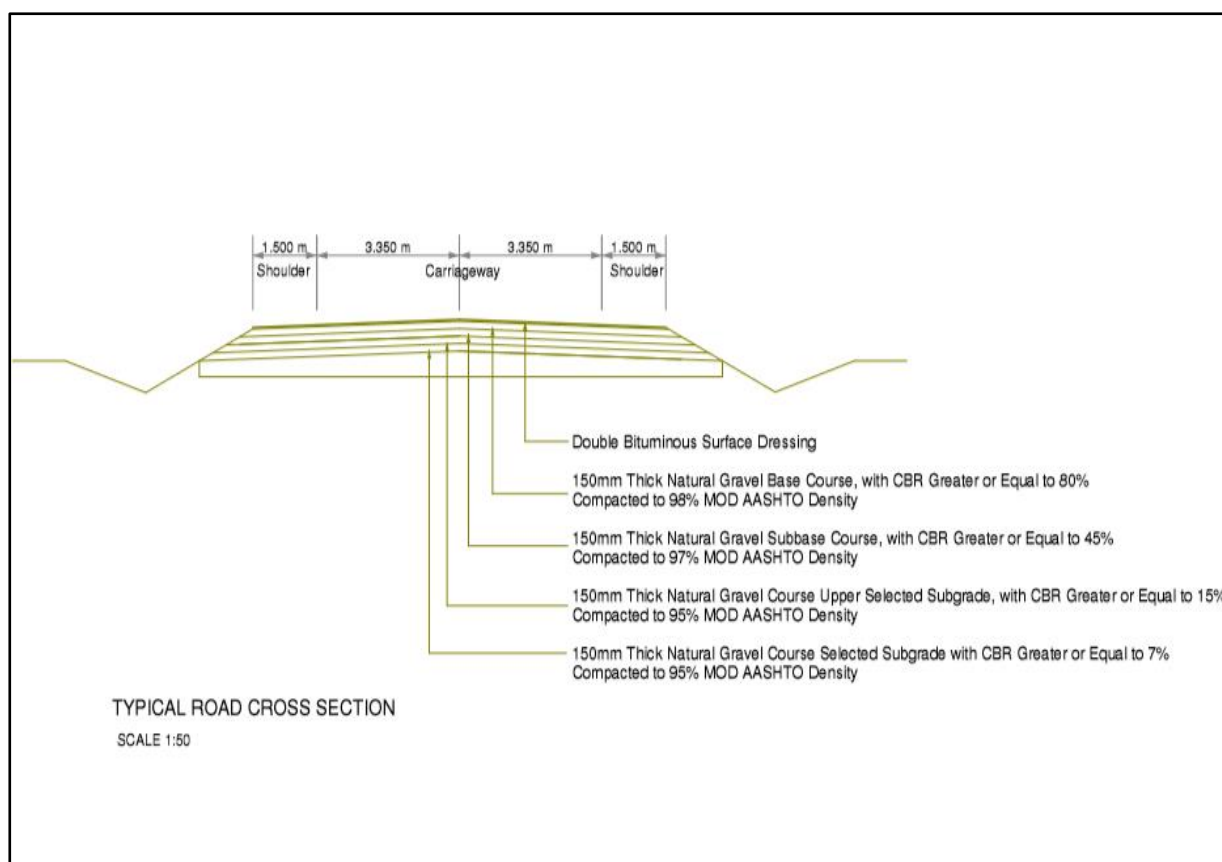 1.500 m 3.350 m 3.350 m 1.500 m
Shoulder Carriageway Shoulder
Double Bituminous Surface Dressing
150mm Thick Natural Gravel Base Course, with CBR Greater or Equal to 80%
Compacted to 98% MOD AASHTO Density
150mm Thick Natural Gravel Subbase Course, with CBR Greater or Equal to 45%
Compacted to 97% MOD AASHTO Density
150mm Thick Natural Gravel Course Upper Selected Subgrade, with CBR Greater or Equal to 15%
Compacted to 95% MOD AASHTO Density
150mm Thick Natural Gravel Course Selected Subgrade with CBR Greater or Equal to 7%
Compacted to 95% MOD AASHTO Density
TYPICAL ROAD CROSS SECTION
SCALE 1:50